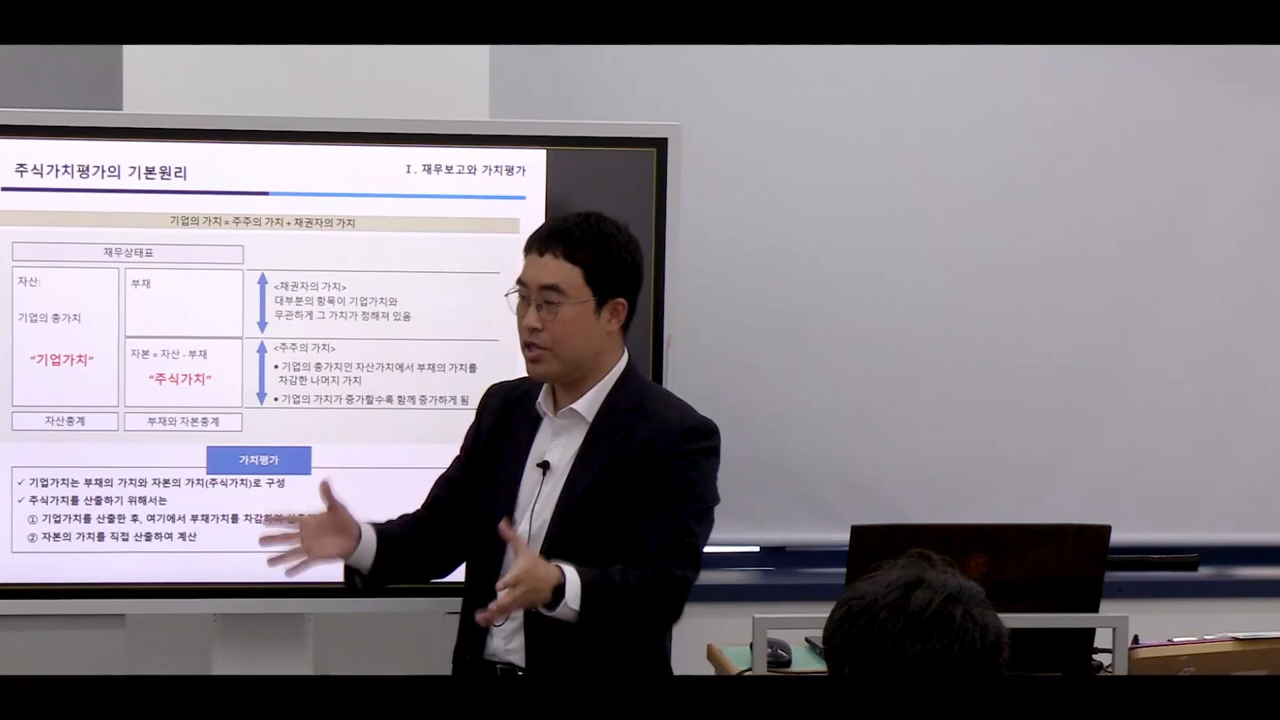 주식가치평가의 기본원리
I. 재무보고와 가치평가
기업의 가치 = 주주의 가치 + 채권자의 가치
재무상태표
자산:
기업의 총가치
“기업가치”
부채
자본 = 자산 - 부채
“주식가치”
자산총계
부채와 자본총계
<채권자의 가치>
대부분의 항목이 기업가치와
무관하게 그 가치가 정해져 있음
<주주의 가치>
• 기업의 총가치인 자산가치에서 부채의 가치를
차감한 나머지 가치
• 기업의 가치가 증가할수록 함께 증가하게 됨
가치평가
✓ 기업가치는 부채의 가치와 자본의 가치(주식가치)로 구성
✓ 주식가치를 산출하기 위해서는
① 기업가치를 산출한 후, 여기에서 부채가치를
② 자본의 가치를 직접 산출하여 계산